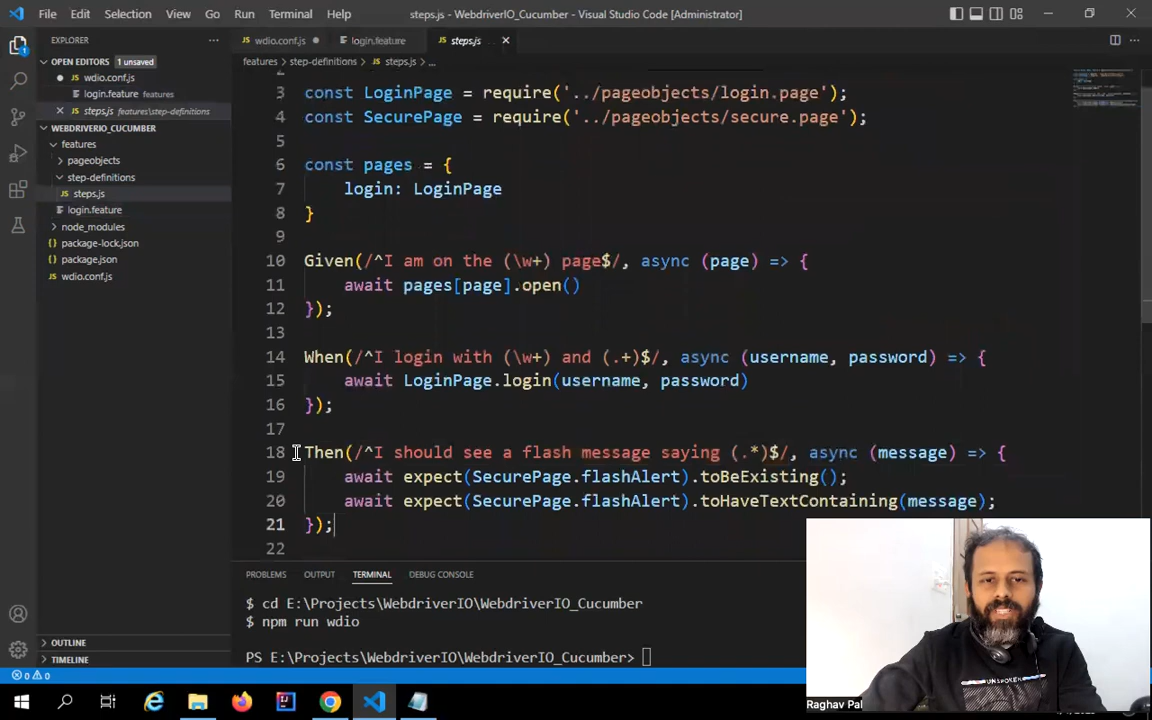 File Edit Selection View Go Run Terminal Help steps.js - WebdriverIO_Cucumber - Visual Studio Code [Administrator]
EXPLORER
OPEN EDITORS 1 unsaved
wdio.conf.js
login.feature features
steps.js features\step-definitions
WEBDRIVERIO_CUCUMBER
features
pageobjects
step-definitions
steps.js
login.feature
node_modules
package-lock.json
package.json
wdio.conf.js
OUTLINE
TIMELINE
wdio.conf.js login.feature steps.js
features > step-definitions > steps.js > ...
3 const LoginPage = require('../pageobjects/login.page');
4 const SecurePage = require('../pageobjects/secure.page');
5
6 const pages = {
7 login: LoginPage
8 }
9
10 Given(/^I am on the (\w+) page$/, async (page) => {
11 await pages[page].open()
12 });
13
14 When(/^I login with (\w+) and (.+)$/, async (username, password) => {
15 await LoginPage.login(username, password)
16 });
17
18 Then(/^I should see a flash message saying (.*)$/, async (message) => {
19 await expect(SecurePage.flashAlert).toBeExisting();
20 await expect(SecurePage.flashAlert).toHaveTextContaining(message);
21 });
22
PROBLEMS OUTPUT TERMINAL DEBUG CONSOLE
$ cd E:\Projects\WebdriverIO\WebdriverIO_Cucumber
$ npm run wdio
PS E:\Projects\WebdriverIO\WebdriverIO_Cucumber>
0 0
UNSPOKEN
Raghav Pal